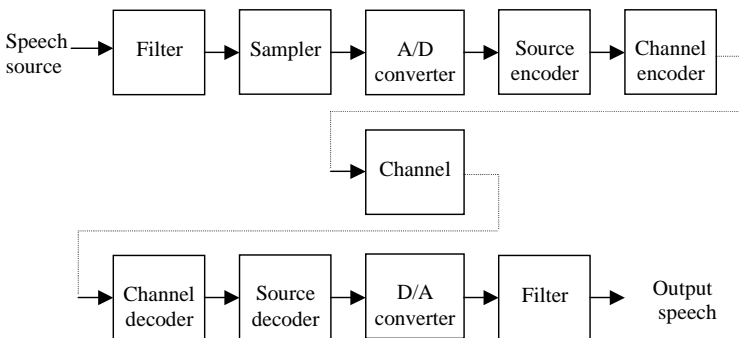 Speech
source
Filter
Sampler
A/D
converter
Source
encoder
Channel
encoder
Channel
Channel
decoder
Source
decoder
D/A
converter
Filter
Output
speech